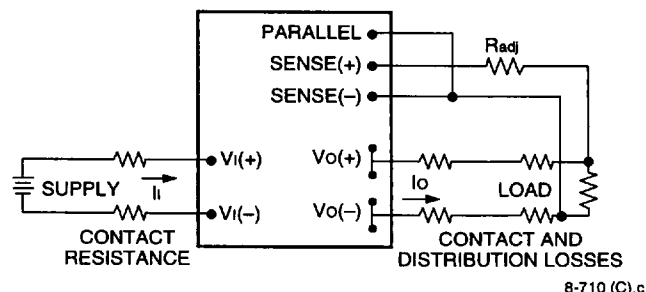 PARALLEL
SENSE(+)
SENSE(–)
Radj
VI(+)
VI(–)
VO(+)
VO(–)
SUPPLY
II
IO
LOAD
CONTACT
RESISTANCE
CONTACT AND
DISTRIBUTION LOSSES
8-710 (C).c